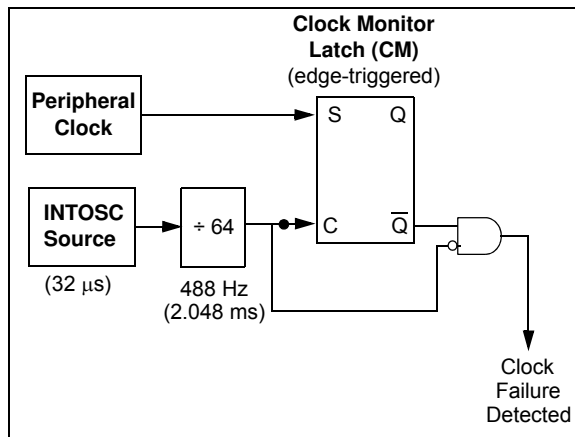 Clock Monitor
Latch (CM)
(edge-triggered)
Peripheral
Clock
S
Q
INTOSC
Source
(32 μs)
÷ 64
488 Hz
(2.048 ms)
C
Q̅
Clock
Failure
Detected